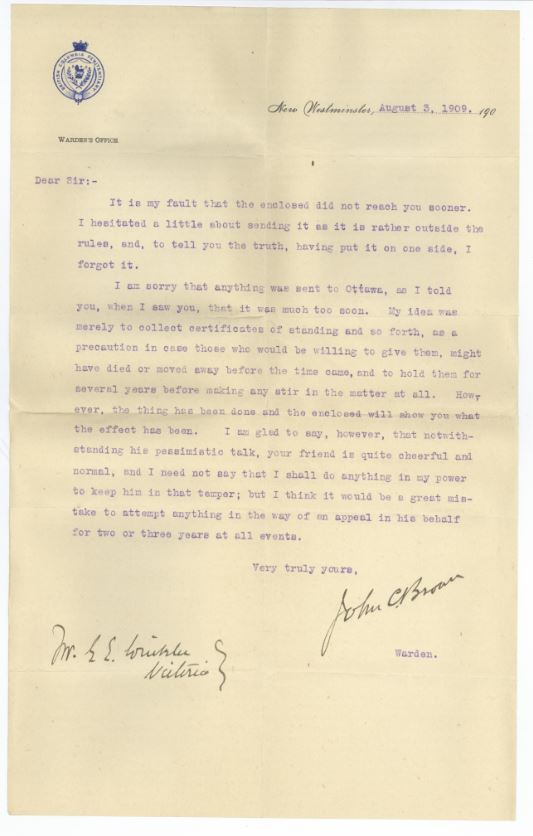 BRITISH COLUMBIA PENITENTIARY
New Westminster, August 3, 1909. 190
WARDEN'S OFFICE
Dear Sir:-
It is my fault that the enclosed did not reach you sooner.
I hesitated a little about sending it as it is rather outside the
rules, and, to tell you the truth, having put it on one side, I
forgot it.
I am sorry that anything was sent to Ottawa, as I told
you, when I saw you, that it was much too soon. My idea was
merely to collect certificates of standing and so forth, as a
precaution in case those who would be willing to give them, might
have died or moved away before the time came, and to hold them for
several years before making any stir in the matter at all. How-
ever, the thing has been done and the enclosed will show you what
the effect has been. I am glad to say, however, that notwith-
standing his pessimistic talk, your friend is quite cheerful and
normal, and I need not say that I shall do anything in my power
to keep him in that temper; but I think it would be a great mis-
take to attempt anything in the way of an appeal in his behalf
for two or three years at all events.
Very truly yours,
John C. Brown
Warden.
Mr. G E. Winkler
Victoria